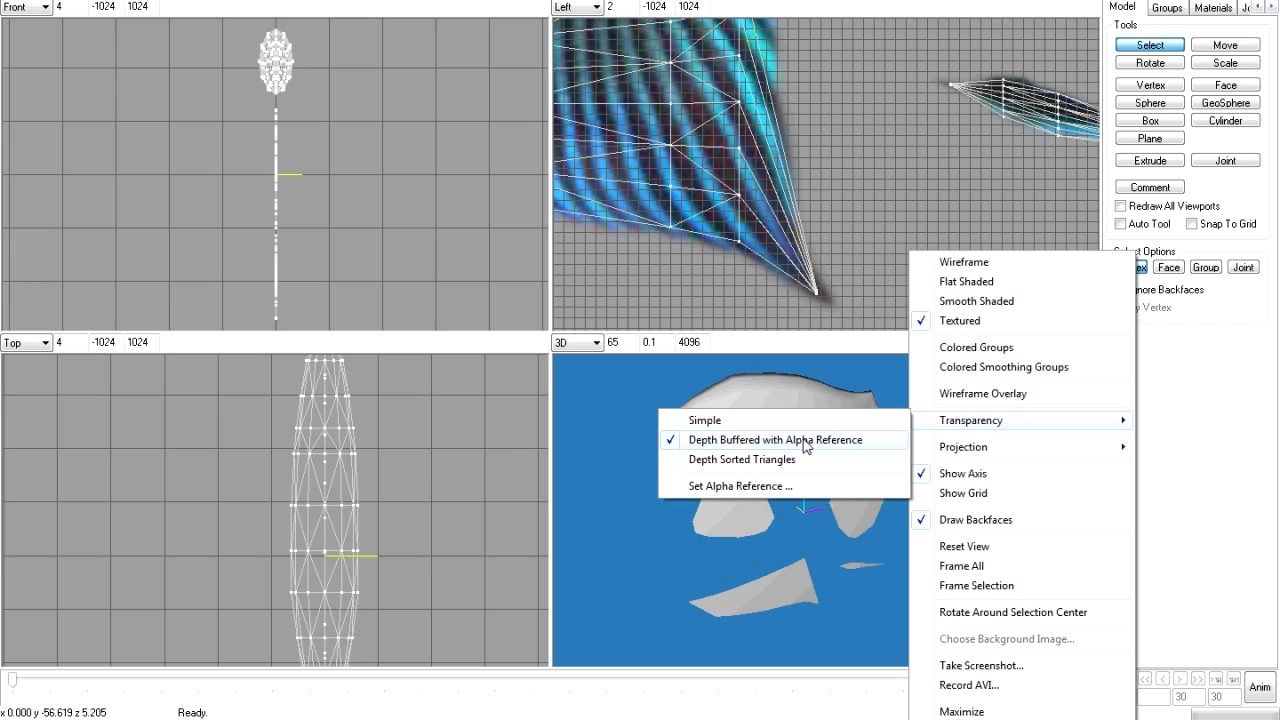 Front 4 -1024 1024
Left 2 -1024 1024
Model Groups Materials
Tools
Select Move
Rotate Scale
Vertex Face
Sphere GeoSphere
Box Cylinder
Plane
Extrude Joint
Comment
Redraw All Viewports
Auto Tool Snap To Grid
Options
Face Group Joint
gnore Backfaces
y Vertex
Top 4 -1024 1024
3D 65 0.1 4096
Wireframe
Flat Shaded
Smooth Shaded
Textured
Colored Groups
Colored Smoothing Groups
Wireframe Overlay
Transparency
Projection
Show Axis
Show Grid
Draw Backfaces
Reset View
Frame All
Frame Selection
Rotate Around Selection Center
Choose Background Image...
Take Screenshot...
Record AVI...
Maximize
Simple
Depth Buffered with Alpha Reference
Depth Sorted Triangles
Set Alpha Reference ...
Anim
30 30
x 0.000 y -56.619 z 5.205 Ready.